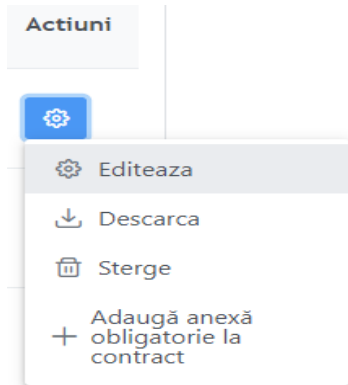 Actiuni
Editeaza
Descarca
Sterge
Adaugă anexă
obligatorie la
contract